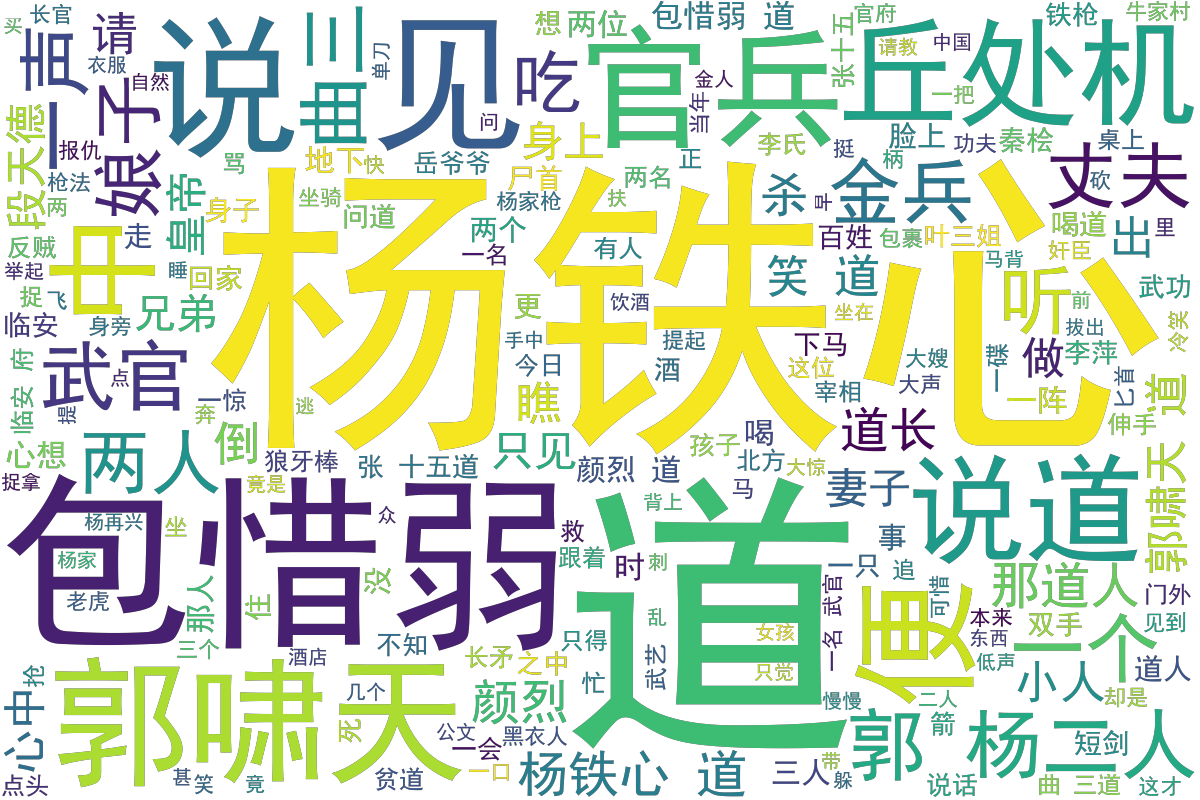 买
长官
一声
请
三
说
见
想
两位
包惜弱 道
官府
铁枪
牛家村
衣服
单刀
吃
官兵
张十五
请教
中国
丘处机
自然
曲
问
金人
当年
一把
段天德
娘子
报仇
身上
李氏
脸上
功夫
秦桧
桌上
丈夫
枪法
骂
地下
快
岳爷爷
尸首
正
挺
柄
两
皇帝
坐骑
杨家枪
两名
杀
金兵
砍
身子
问道
扶
早
反贼
中
走
两个
有人
百姓
包裹
叶三姐
喝道
出
里
奸臣
举起
睡
回家
一名
杨铁心
笑 道
马背
听
武功
捉
飞
更
饮酒
坐在
前
临安
身旁
兄弟
手中
提起
下马
大嫂
一碟
做
李萍
拔出
冷笑
临安 府
武官
一惊
今日
酒
这位
宰相
大声
匕首
点
提
奔
逃
瞧
一阵
道
伸手
心想
两人
倒
只见
孩子
喝
道长
狼牙棒
张 十五道
颜烈 道
北方
大惊
捉拿
竟是
背上
马
妻子
说道
郭啸天
杨再兴
坐
众
救
包惜弱
道
事
杨家
那人
没
跟着
时
刺
一只
追
那道人
门外
老虎
住
武官
一名
便
可惜
本来
双手
见到
三个
不知
只得
乱
女孩
东西
一个
酒店
长矛
之中
武艺
只觉
低声
小人
道人
抢
郭啸天
几个
颜烈
忙
慢慢
二人
却是
心中
死
公文
一会
黑衣人
郭 杨二人
箭
短剑
点头
甚
笑
竟
贫道
一口
杨铁心 道
三人
带
躲
说话
曲 三道
这才